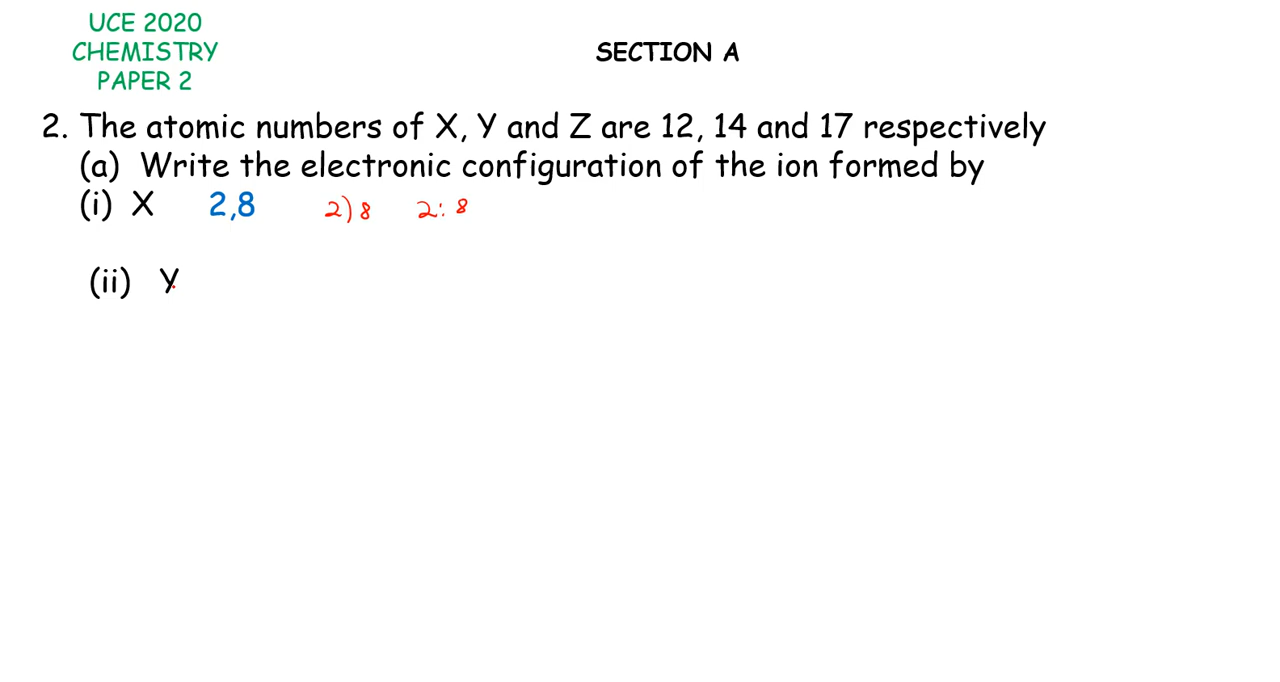 UCE 2020
CHEMISTRY
PAPER 2
SECTION A
2. The atomic numbers of X, Y and Z are 12, 14 and 17 respectively
(a) Write the electronic configuration of the ion formed by
(i) X 2,8 2)8 2:8
(ii) Y